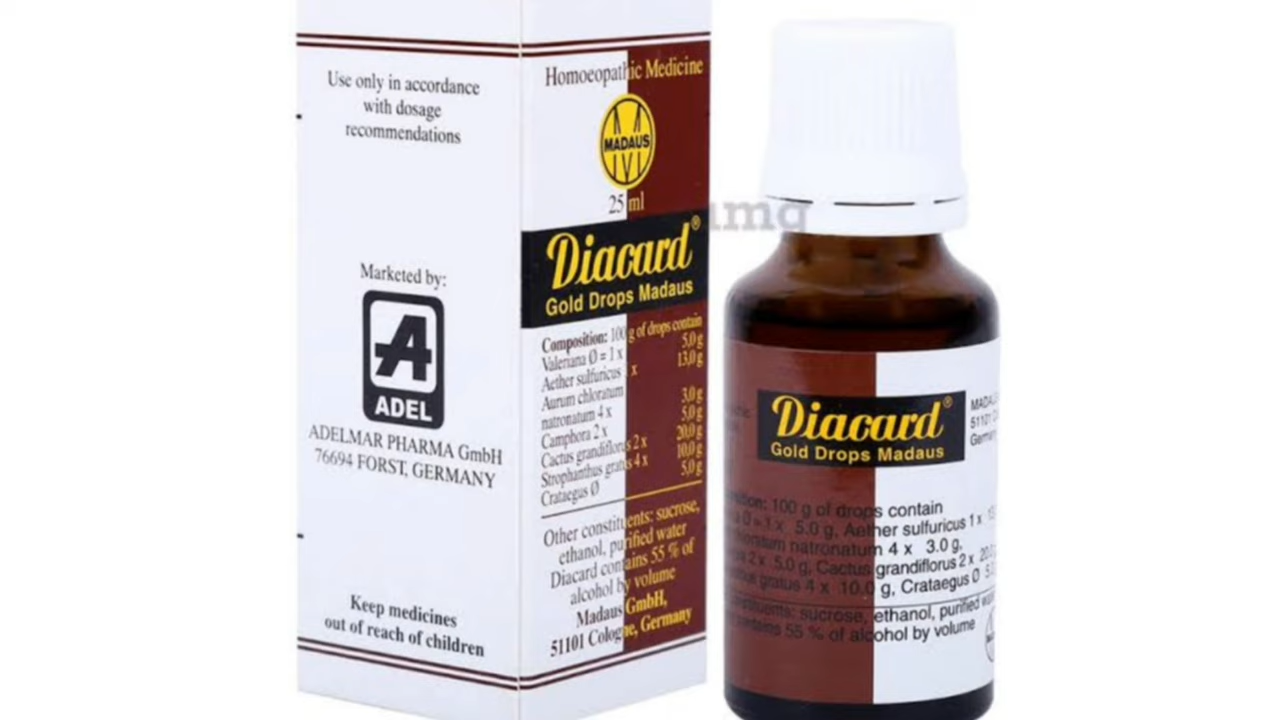 Use only in accordance
with dosage
recommendations
Marketed by:
A
ADEL
ADELMAR PHARMA GmbH
76694 FORST, GERMANY
Keep medicines
out of reach of children
Homoeopathic Medicine
MADAUS
25 ml
Diacard®
Gold Drops Madaus
Composition: 100 g of drops contain
Valeriana Ø = 1 x 5,0 g
Aether sulfuricus 1 x 13,0 g
Aurum chloratum
natronatum 4 x 3,0 g
Camphora 2 x 5,0 g
Cactus grandiflorus 2 x 20,0 g
Strophanthus gratus 4 x 10,0 g
Crataegus Ø 5,0 g
Other constituents: sucrose,
ethanol, purified water
Diacard contains 55 % of
alcohol by volume
Madaus GmbH,
51101 Cologne, Germany
1mg
Diacard®
Gold Drops Madaus
51101
100 g of drops contain
5.0 g, Aether sulfuricus 1 x
natronatum 4 x 3.0 g,
2 x 5.0 g, Cactus grandiflorus 2 x
gratus 4 x 10.0 g, Crataegus Ø
sucrose, ethanol, purified
55 % of alcohol by volume